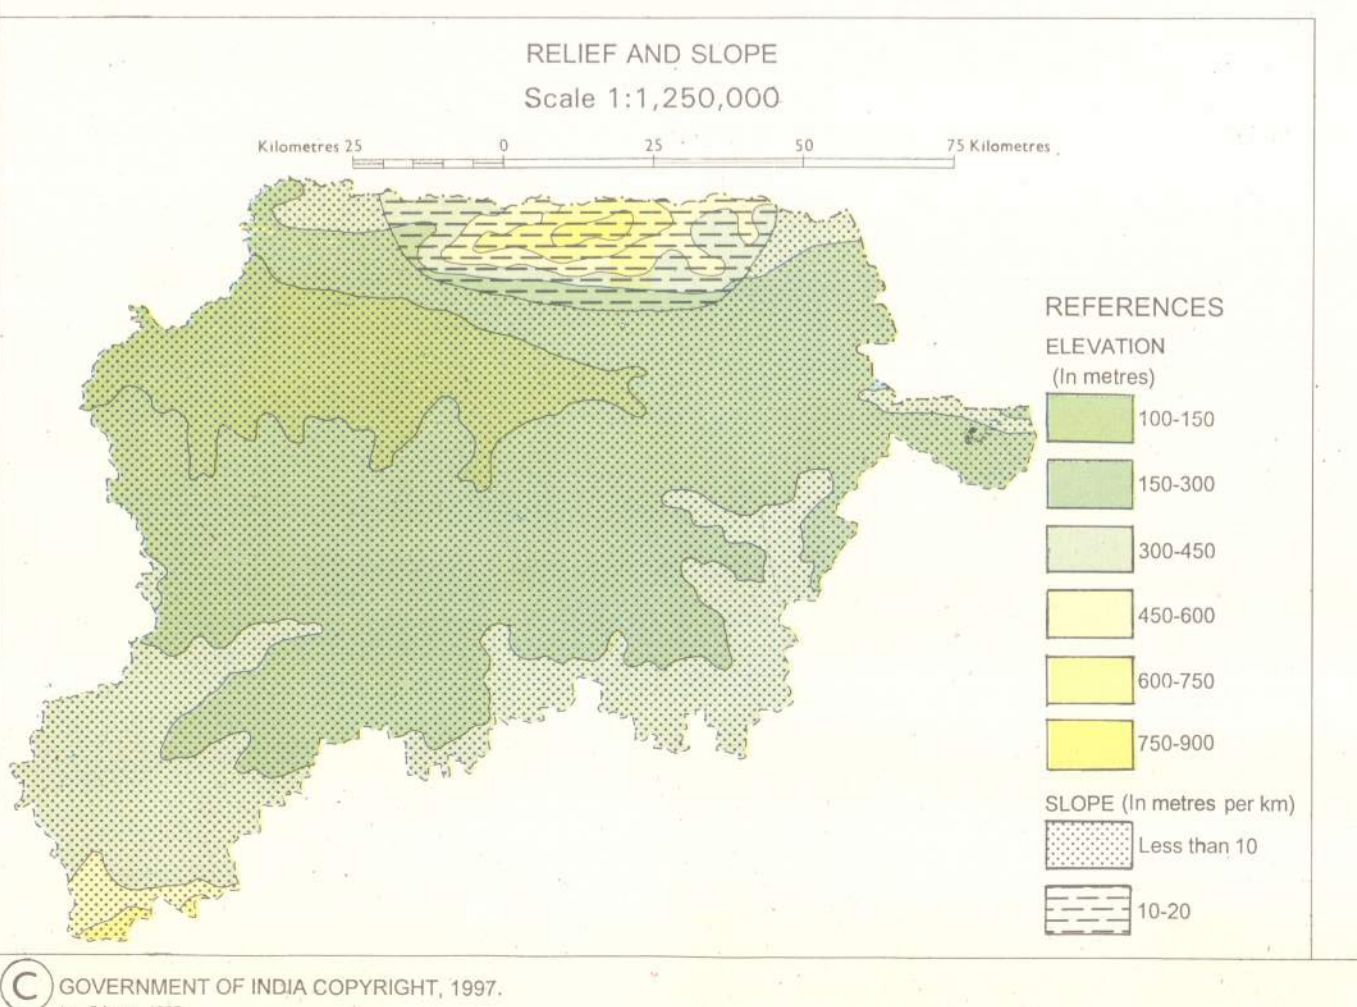 RELIEF AND SLOPE
Scale 1:1,250,000
Kilometres 25 0 25 50 75 Kilometres
REFERENCES
ELEVATION
(In metres)
100-150
150-300
300-450
450-600
600-750
750-900
SLOPE (In metres per km)
Less than 10
10-20
C GOVERNMENT OF INDIA COPYRIGHT, 1997.